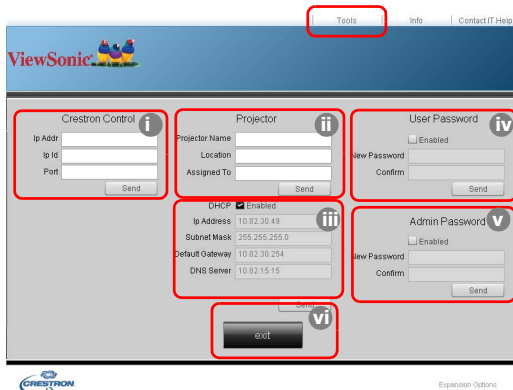 Tools Info Contact IT Help
ViewSonic
Crestron Control
i
Ip Addr
Ip Id
Port
Send
Projector
ii
Projector Name
Location
Assigned To
Send
DHCP Enabled
iii
Ip Address 10.82.30.49
Subnet Mask 255.255.255.0
Default Gateway 10.82.30.254
DNS Server 10.82.15.15
Send
User Password
iv
Enabled
New Password
Confirm
Send
Admin Password
v
Enabled
New Password
Confirm
Send
vi
exit
CRESTRON
Expansion Options